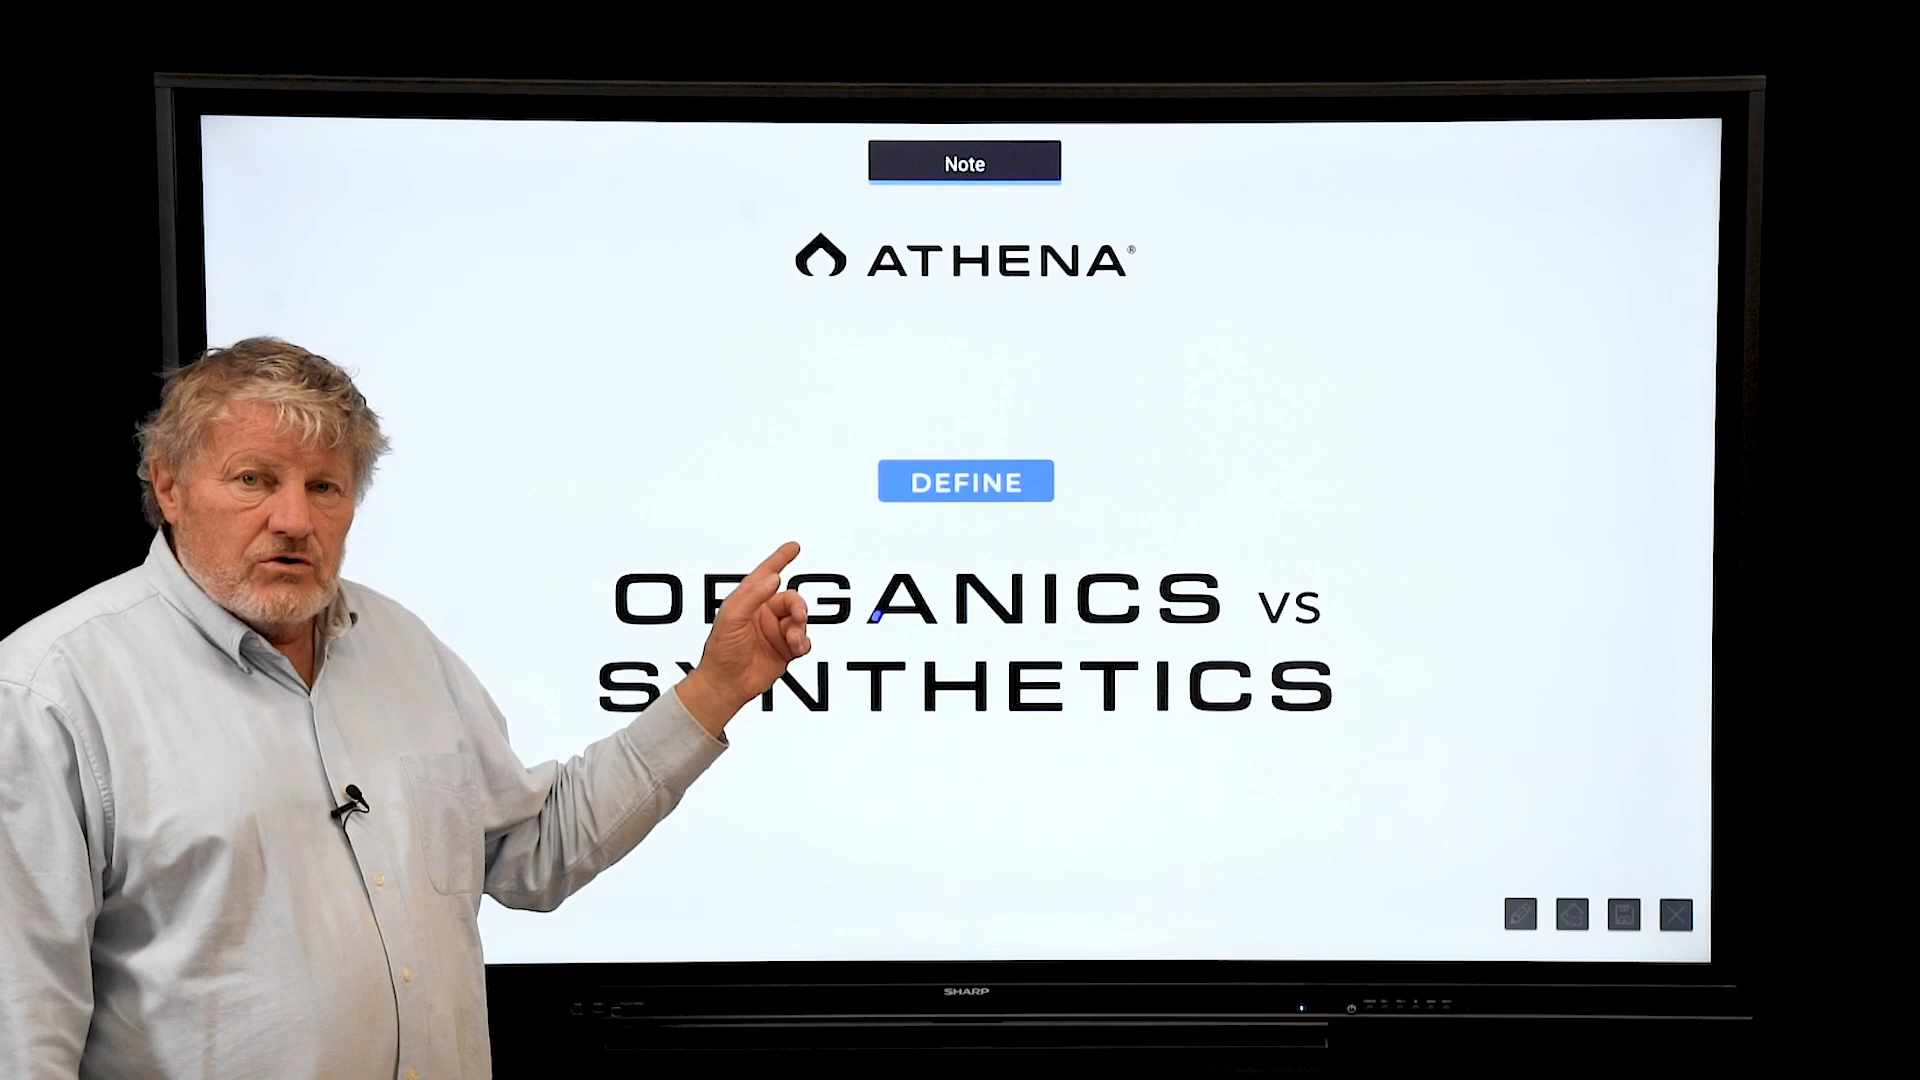 Note
ATHENA®
DEFINE
ORGANICS vs
SYNTHETICS
SHARP